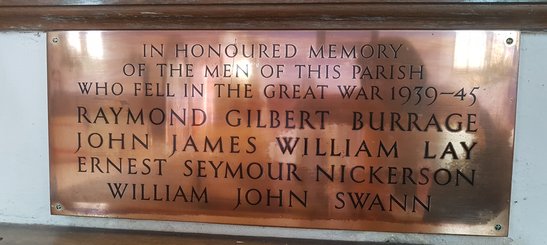 IN HONOURED MEMORY
OF THE MEN OF THIS PARISH
WHO FELL IN THE GREAT WAR 1939-45
RAYMOND GILBERT BURRAGE
JOHN JAMES WILLIAM LAY
ERNEST SEYMOUR NICKERSON
WILLIAM JOHN SWANN